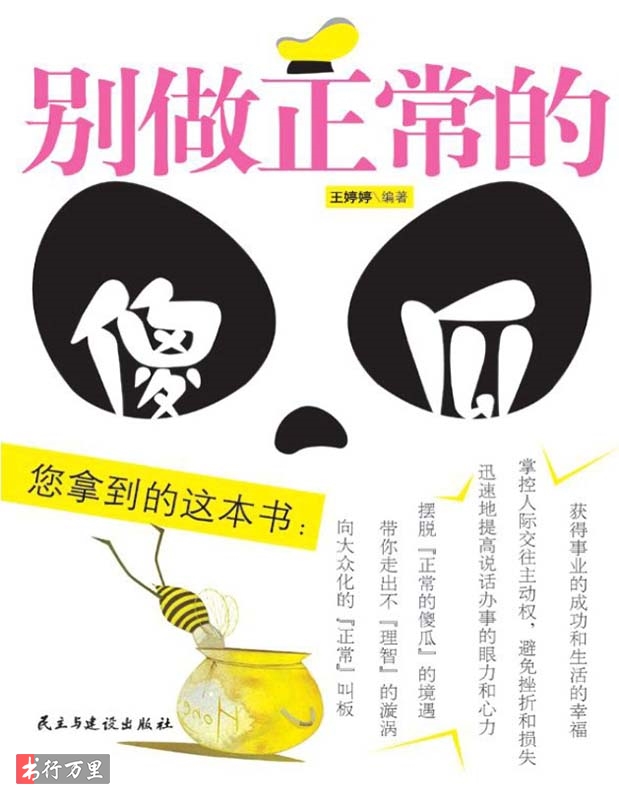 别做正常的
王婷婷\编著
傻瓜
您拿到的这本书：
向大众化的『正常』叫板
带你走出不『理智』的漩涡
摆脱『正常的傻瓜』的境遇
迅速地提高说话办事的眼力和心力
掌控人际交往主动权，避免挫折和损失
获得事业的成功和生活的幸福
民主与建设出版社
书行万里